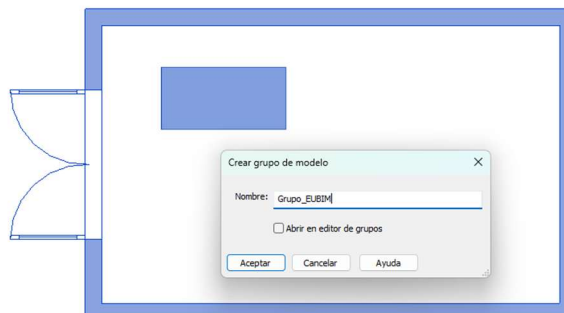 Crear grupo de modelo
Nombre: Grupo_EUBIM
Abrir en editor de grupos
Aceptar Cancelar Ayuda